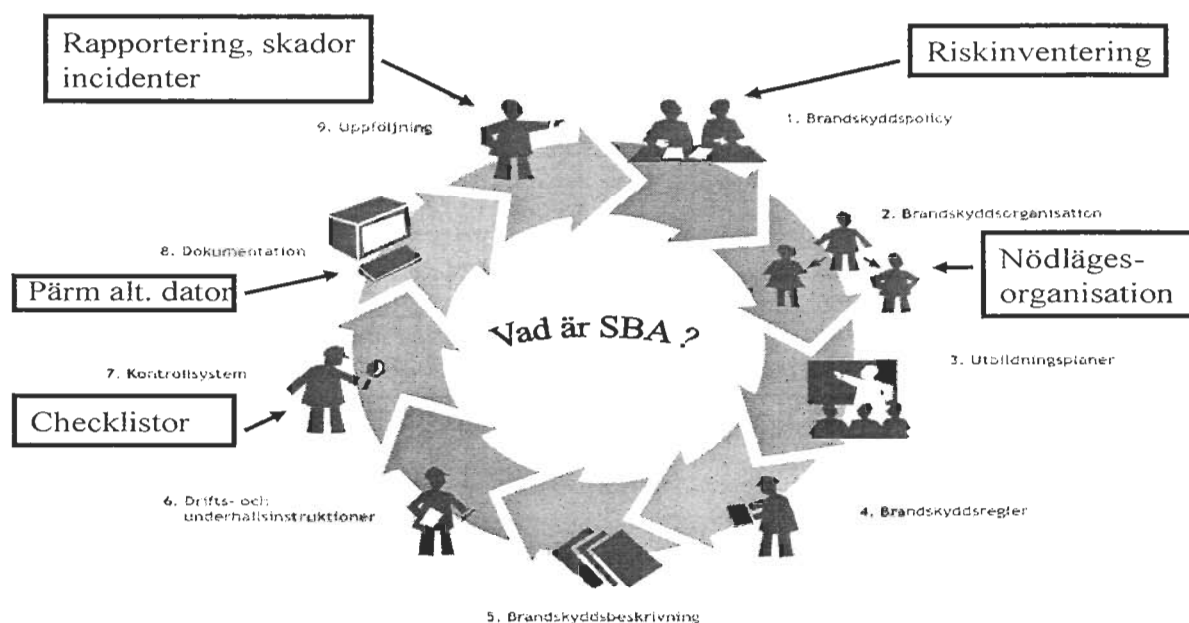 Rapportering, skador
incidenter
Riskinventering
9. Uppföljning
1. Brandskyddspolicy
2. Brandskyddsorganisation
8. Dokumentation
Nödläges-
organisation
Pärm alt. dator
Vad är SBA ?
3. Utbildningsplaner
7. Kontrollsystem
Checklistor
6. Drifts- och
underhållsinstruktioner
4. Brandskyddsregler
5. Brandskyddsbeskrivning